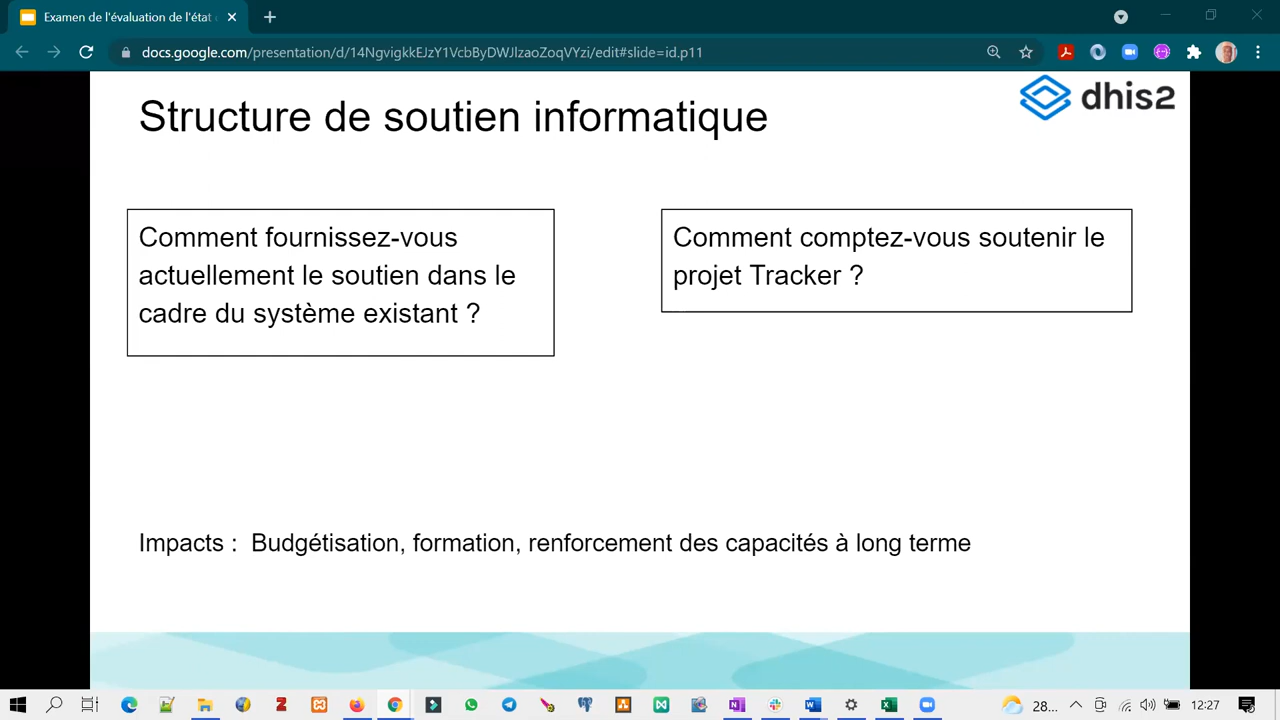 Examen de l'évaluation de l'état
docs.google.com/presentation/d/14NgvigkkEJzY1VcbByDWJlzaoZoqVYzi/edit#slide=id.p11
Structure de soutien informatique
dhis2
Comment fournissez-vous
actuellement le soutien dans le
cadre du système existant ?
Comment comptez-vous soutenir le
projet Tracker ?
Impacts : Budgétisation, formation, renforcement des capacités à long terme
28...
12:27